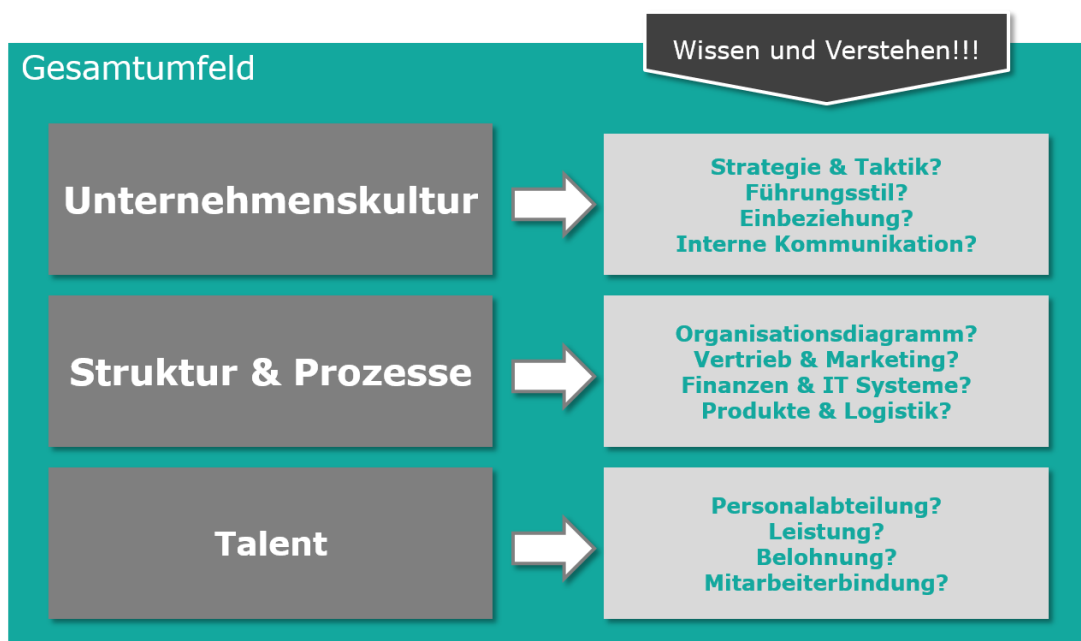 Wissen und Verstehen!!!
Gesamtumfeld
Unternehmenskultur
Strategie & Taktik?
Führungsstil?
Einbeziehung?
Interne Kommunikation?
Struktur & Prozesse
Organisationsdiagramm?
Vertrieb & Marketing?
Finanzen & IT Systeme?
Produkte & Logistik?
Talent
Personalabteilung?
Leistung?
Belohnung?
Mitarbeiterbindung?